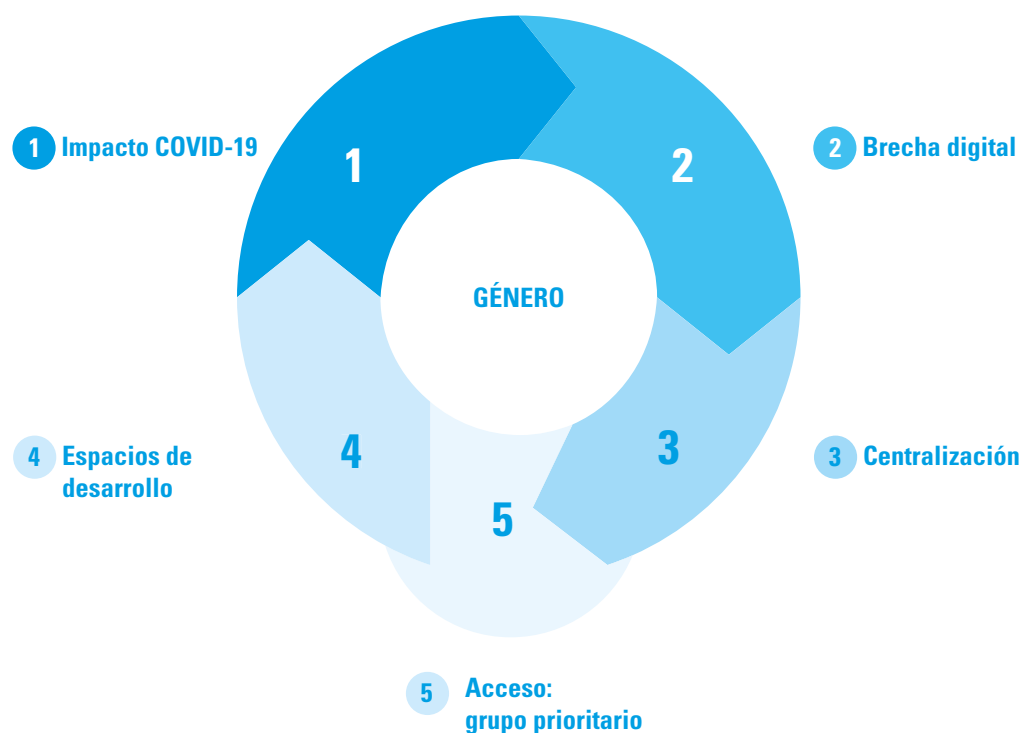 1 Impacto COVID-19
1
2
2 Brecha digital
GÉNERO
4 Espacios de
desarrollo
4
3
3 Centralización
5
5 Acceso:
grupo prioritario